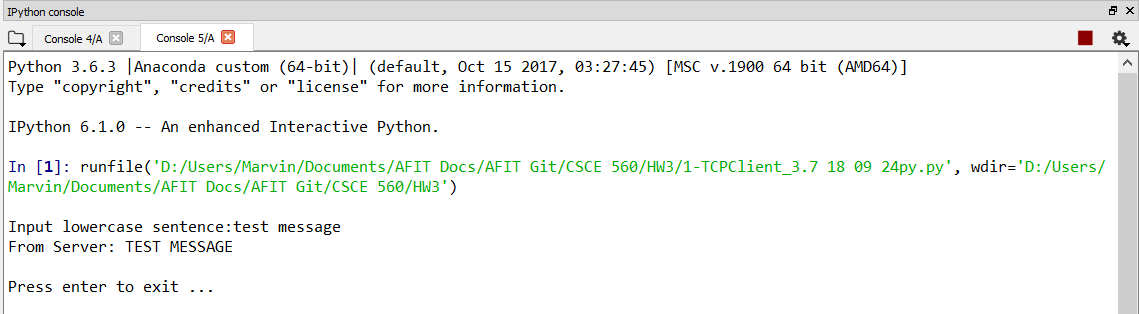 IPython console
Console 4/A
Console 5/A
Python 3.6.3 |Anaconda custom (64-bit)| (default, Oct 15 2017, 03:27:45) [MSC v.1900 64 bit (AMD64)]
Type "copyright", "credits" or "license" for more information.
IPython 6.1.0 -- An enhanced Interactive Python.
In [1]: runfile('D:/Users/Marvin/Documents/AFIT Docs/AFIT Git/CSCE 560/HW3/1-TCPClient_3.7 18 09 24py.py', wdir='D:/Users/
Marvin/Documents/AFIT Docs/AFIT Git/CSCE 560/HW3')
Input lowercase sentence:test message
From Server: TEST MESSAGE
Press enter to exit ...